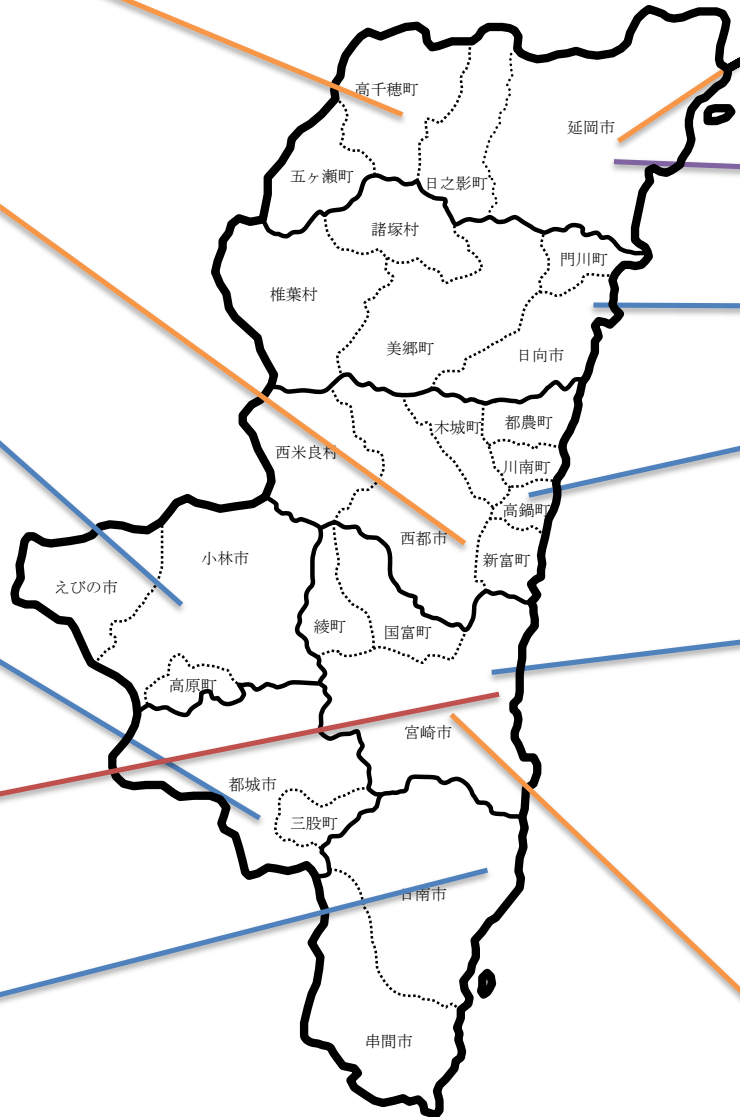 高千穂町
延岡市
五ヶ瀬町
日之影町
諸塚村
門川町
椎葉村
美郷町
日向市
木城町
都農町
西米良村
川南町
高鍋町
西都市
新富町
小林市
えびの市
綾町
国富町
高原町
宮崎市
都城市
三股町
日南市
串間市